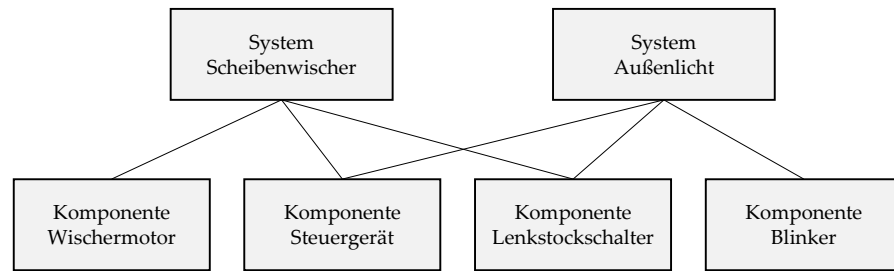 System
Scheibenwischer
System
Außenlicht
Komponente
Wischermotor
Komponente
Steuergerät
Komponente
Lenkstockschalter
Komponente
Blinker